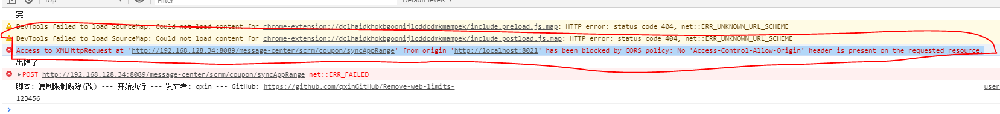 top
Filter
Default levels
完
DevTools failed to load SourceMap: Could not load content for chrome-extension://dclhaidkhokbgoonijlcddcdmkmampek/include.preload.js.map: HTTP error: status code 404, net::ERR_UNKNOWN_URL_SCHEME
DevTools failed to load SourceMap: Could not load content for chrome-extension://dclhaidkhokbgoonijlcddcdmkmampek/include.postload.js.map: HTTP error: status code 404, net::ERR_UNKNOWN_URL_SCHEME
Access to XMLHttpRequest at 'http://192.168.128.34:8089/message-center/scrm/coupon/syncAppRange' from origin 'http://localhost:8021' has been blocked by CORS policy: No 'Access-Control-Allow-Origin' header is present on the requested resource.
出错了
POST http://192.168.128.34:8089/message-center/scrm/coupon/syncAppRange net::ERR_FAILED
脚本: 复制限制解除(改) --- 开始执行 --- 发布者: qxin --- GitHub: https://github.com/qxinGitHub/Remove-web-limits- user
123456